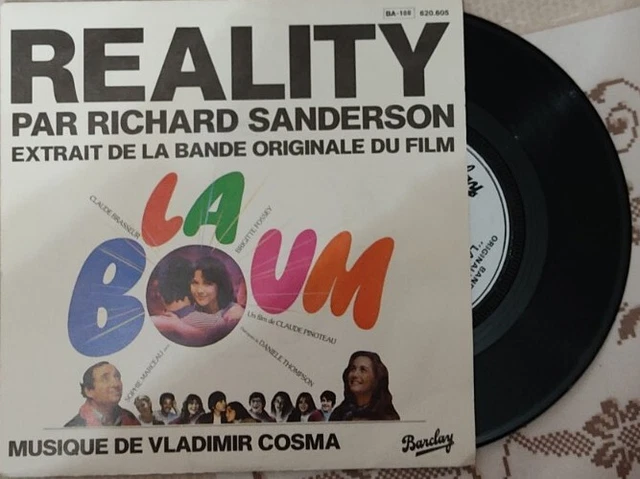 BA-188 620.605
REALITY
PAR RICHARD SANDERSON
EXTRAIT DE LA BANDE ORIGINALE DU FILM
LA
BOUM
CLAUDE BRASSEUR
BRIGITTE FOSSEY
Un film de CLAUDE PINOTEAU
DANIELE THOMPSON
SOPHIE MARCEAU
MUSIQUE DE VLADIMIR COSMA
Barclay